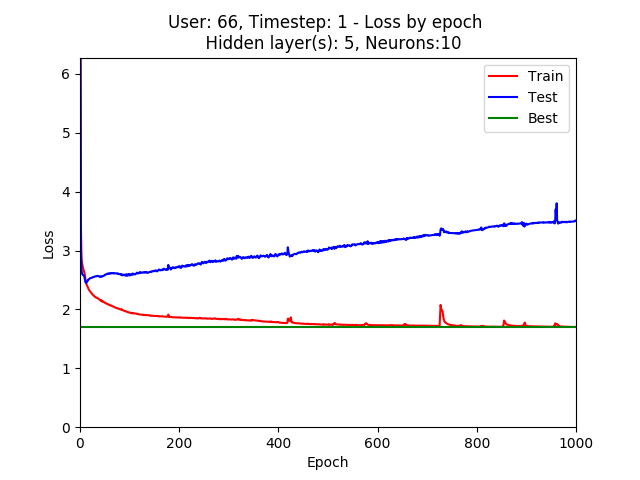 User: 66, Timestep: 1 - Loss by epoch
Hidden layer(s): 5, Neurons:10
Train
Test
Best
6
5
4
3
2
1
0
Loss
0 200 400 600 800 1000
Epoch